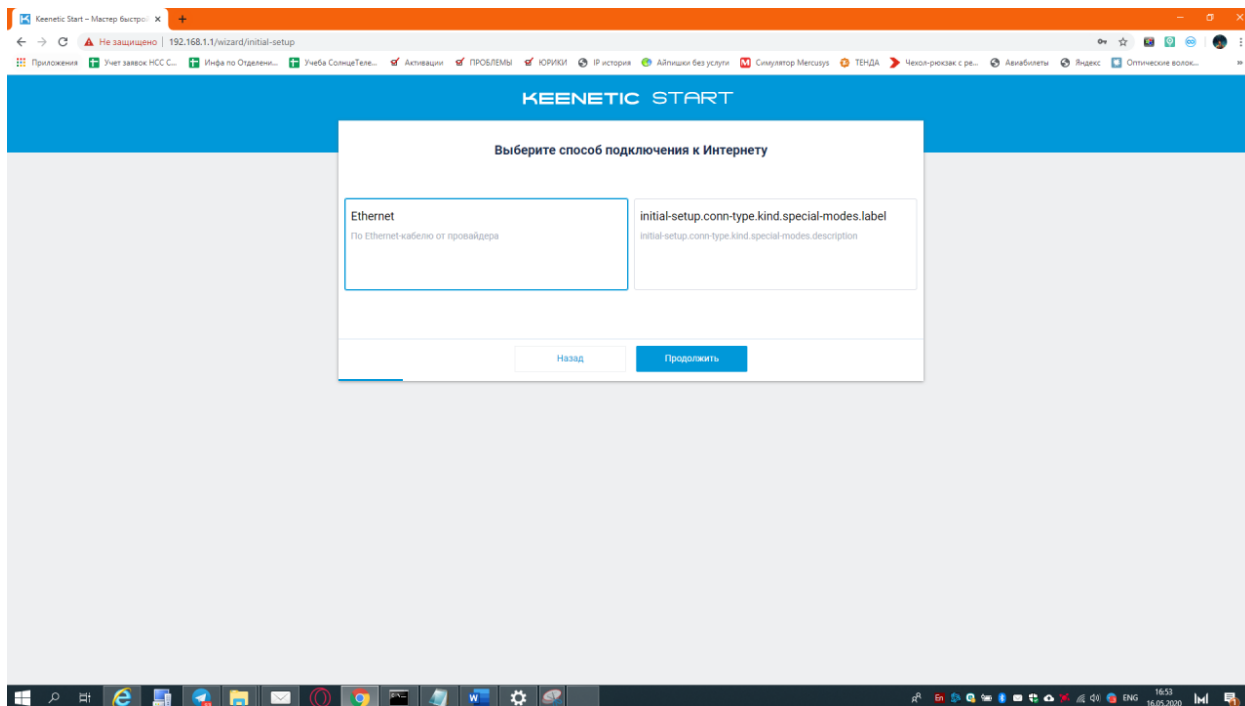 Keenetic Start – Мастер быстрой
Не защищено | 192.168.1.1/wizard/initial-setup
Приложения Учет заявок НСС С... Инфа по Отделени... Учеба СолнцеТеле... Активации ПРОБЛЕМЫ ЮРИКИ IP история Айпишки без услуги Симулятор Mercusys ТЕНДА Чехол-рюкзак с ре... Авиабилеты Яндекс Оптические волок... »
KEENETIC START
Выберите способ подключения к Интернету
Ethernet
По Ethernet-кабелю от провайдера
initial-setup.conn-type.kind.special-modes.label
initial-setup.conn-type.kind.special-modes.description
Назад
Продолжить
En
ENG
16:53
16.05.2020